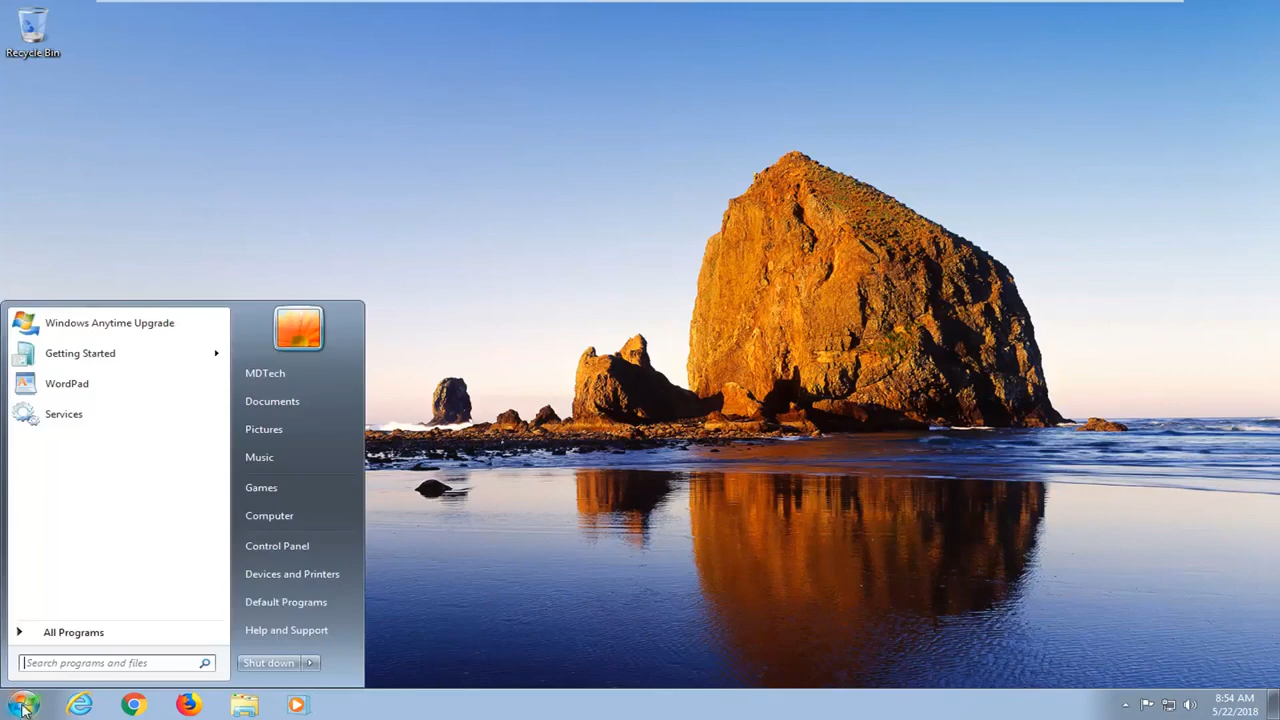 Recycle Bin
Windows Anytime Upgrade
Getting Started
WordPad
Services
All Programs
Search programs and files
MDTech
Documents
Pictures
Music
Games
Computer
Control Panel
Devices and Printers
Default Programs
Help and Support
Shut down
8:54 AM
5/22/2018